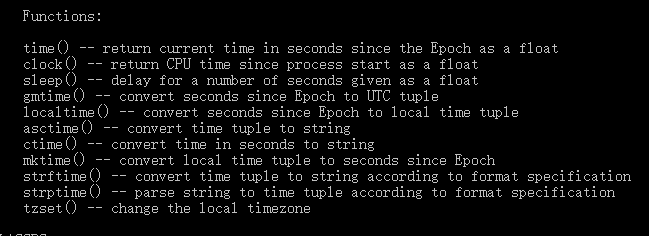 Functions:
time() -- return current time in seconds since the Epoch as a float
clock() -- return CPU time since process start as a float
sleep() -- delay for a number of seconds given as a float
gmtime() -- convert seconds since Epoch to UTC tuple
localtime() -- convert seconds since Epoch to local time tuple
asctime() -- convert time tuple to string
ctime() -- convert time in seconds to string
mktime() -- convert local time tuple to seconds since Epoch
strftime() -- convert time tuple to string according to format specification
strptime() -- parse string to time tuple according to format specification
tzset() -- change the local timezone